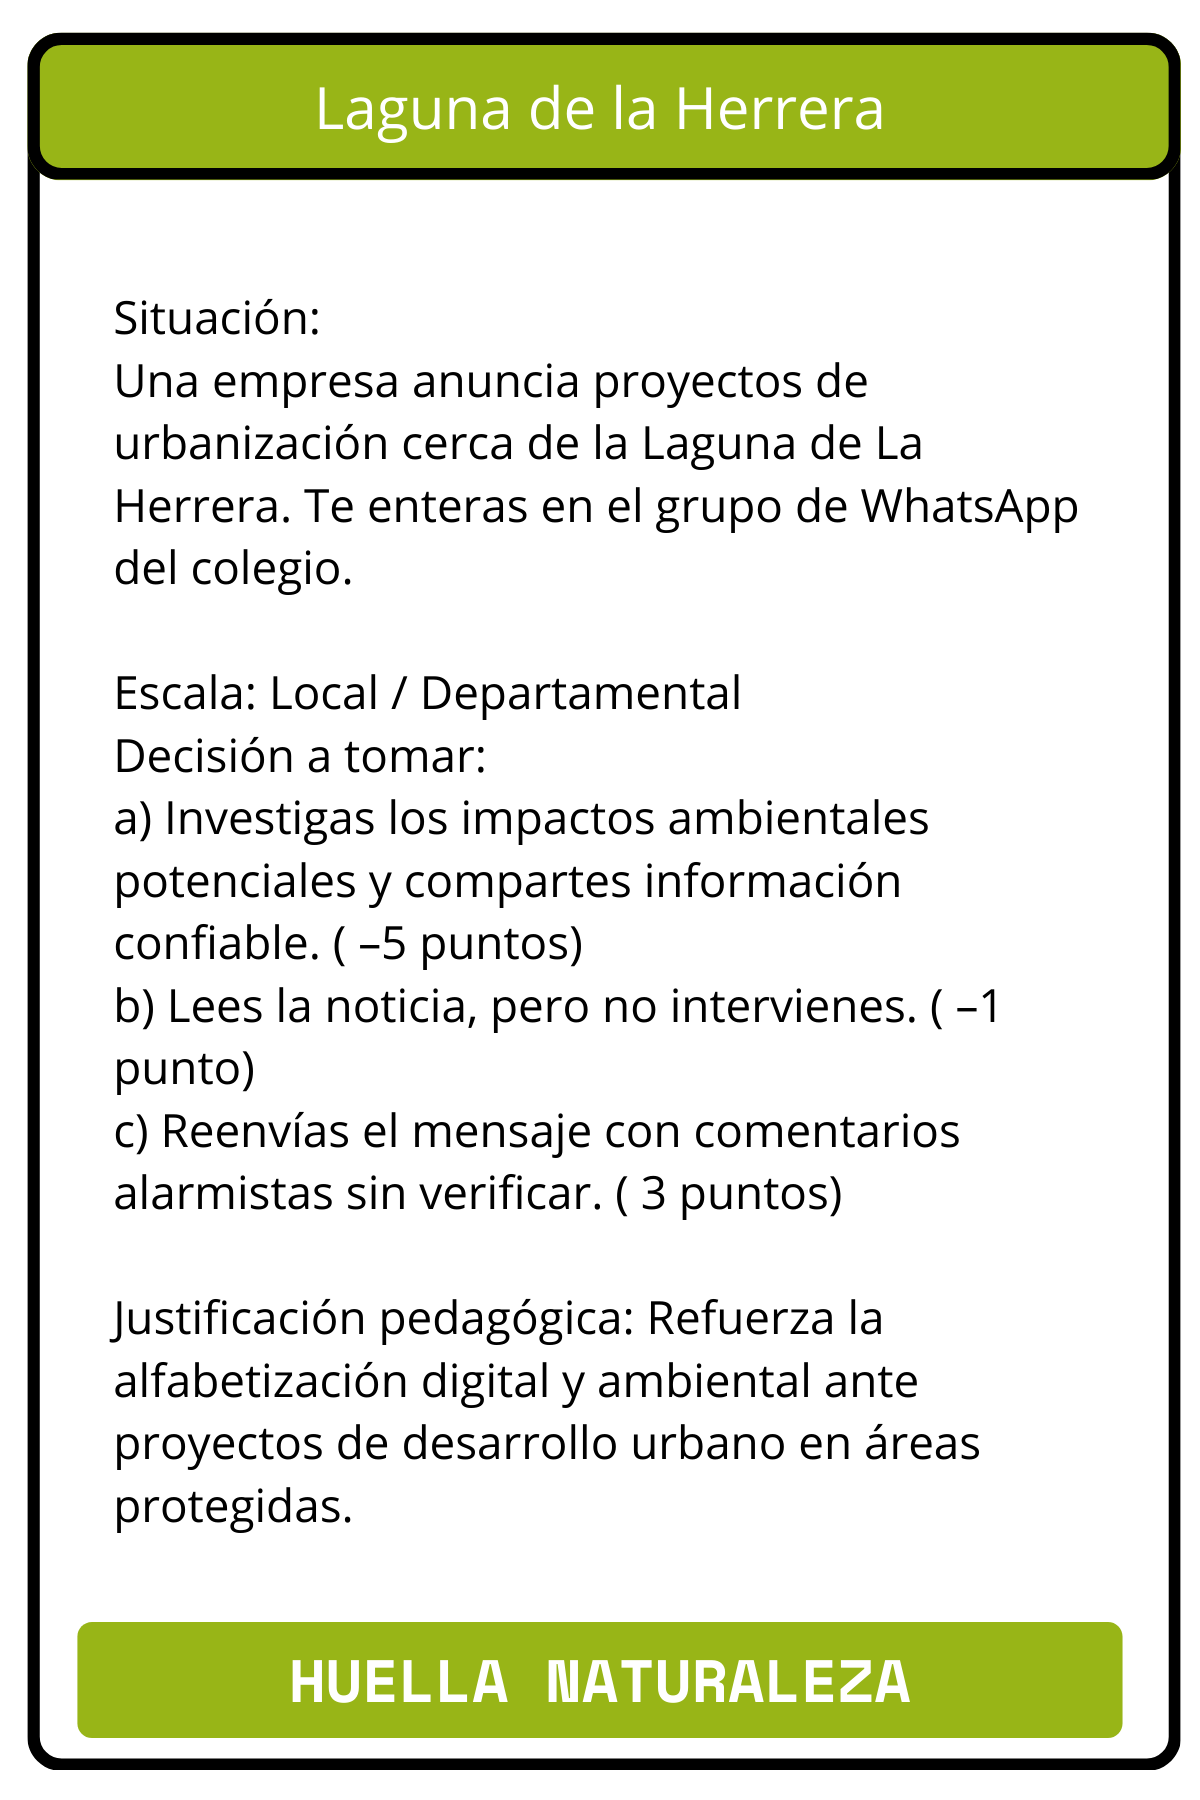 Laguna de la Herrera
Situación:
Una empresa anuncia proyectos de
urbanización cerca de la Laguna de La
Herrera. Te enteras en el grupo de WhatsApp
del colegio.
Escala: Local / Departamental
Decisión a tomar:
a) Investigas los impactos ambientales
potenciales y compartes información
confiable. ( –5 puntos)
b) Lees la noticia, pero no intervienes. ( –1
punto)
c) Reenvías el mensaje con comentarios
alarmistas sin verificar. ( 3 puntos)
Justificación pedagógica: Refuerza la
alfabetización digital y ambiental ante
proyectos de desarrollo urbano en áreas
protegidas.
HUELLA NATURALEZA